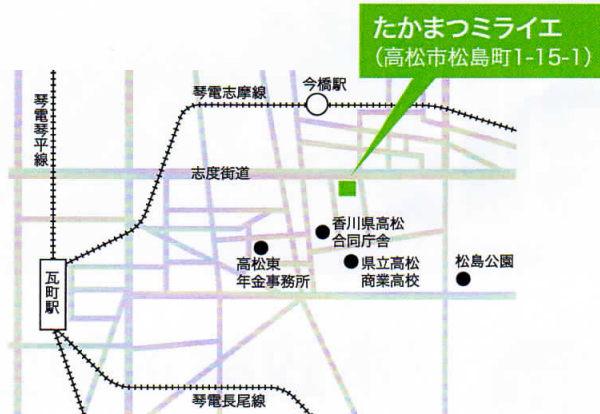 たかまつミライエ
(高松市松島町1-15-1)
今橋駅
琴電志摩線
琴電琴平線
志度街道
香川県高松
合同庁舎
高松東
年金事務所
県立高松
商業高校
松島公園
瓦町駅
琴電長尾線